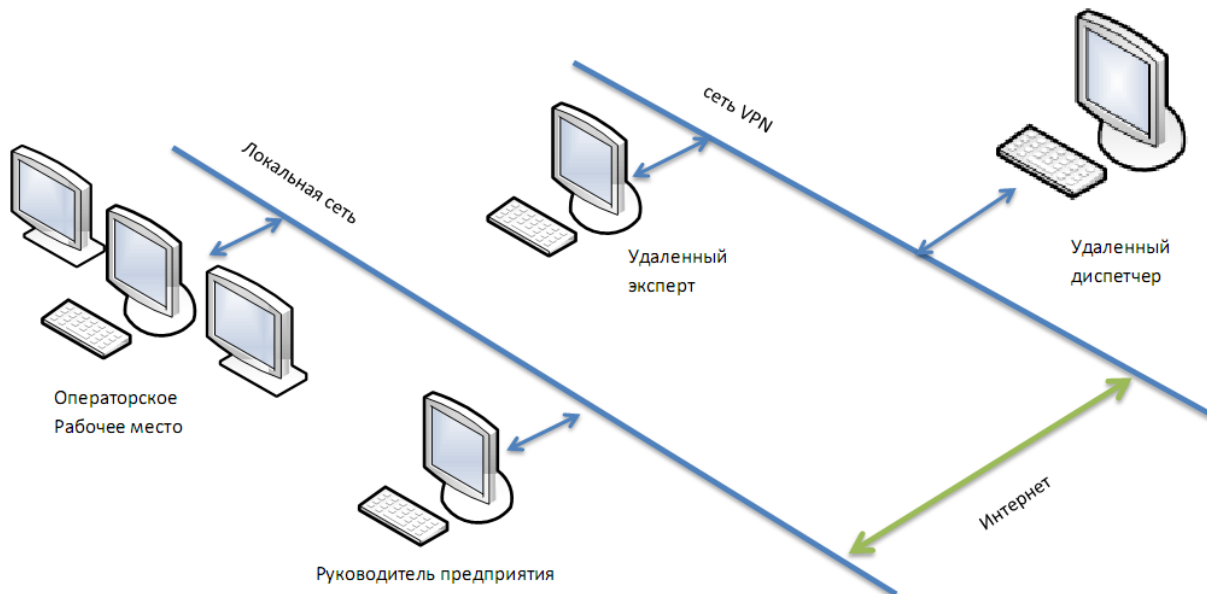 сеть VPN
Локальная сеть
Удаленный
эксперт
Удаленный
диспетчер
Операторское
Рабочее место
Интернет
Руководитель предприятия